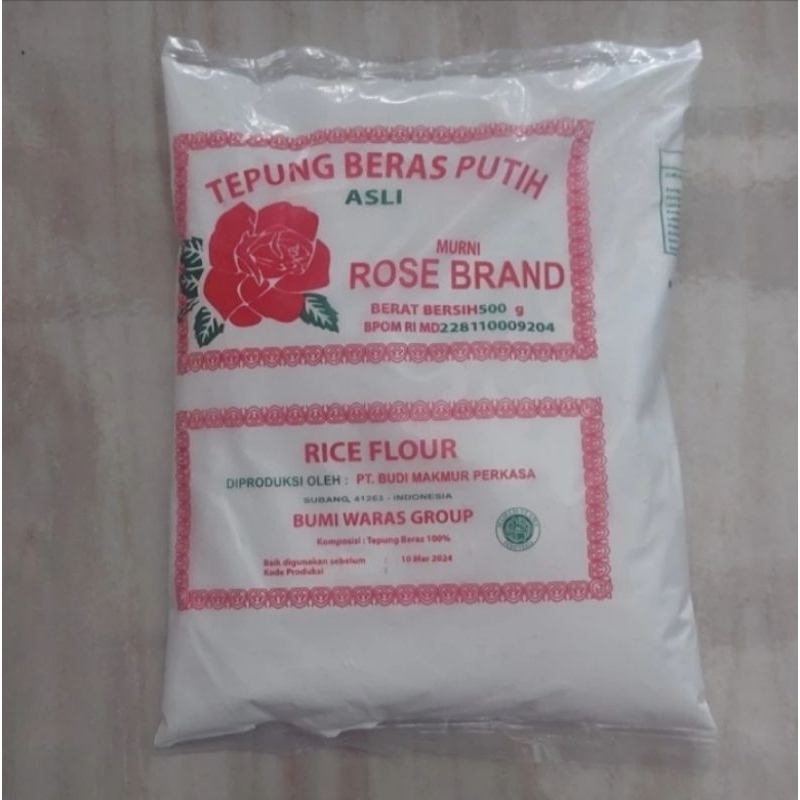 TEPUNG BERAS PUTIH
ASLI
MURNI
ROSE BRAND
BERAT BERSIH500 g
BPOM RI MD228110009204
RICE FLOUR
DIPRODUKSI OLEH : PT. BUDI MAKMUR PERKASA
SUBANG, 41263 - INDONESIA
BUMI WARAS GROUP
Komposisi : Tepung Beras 100%
Baik digunakan sebelum : 10 Mar 2024
Kode Produksi :